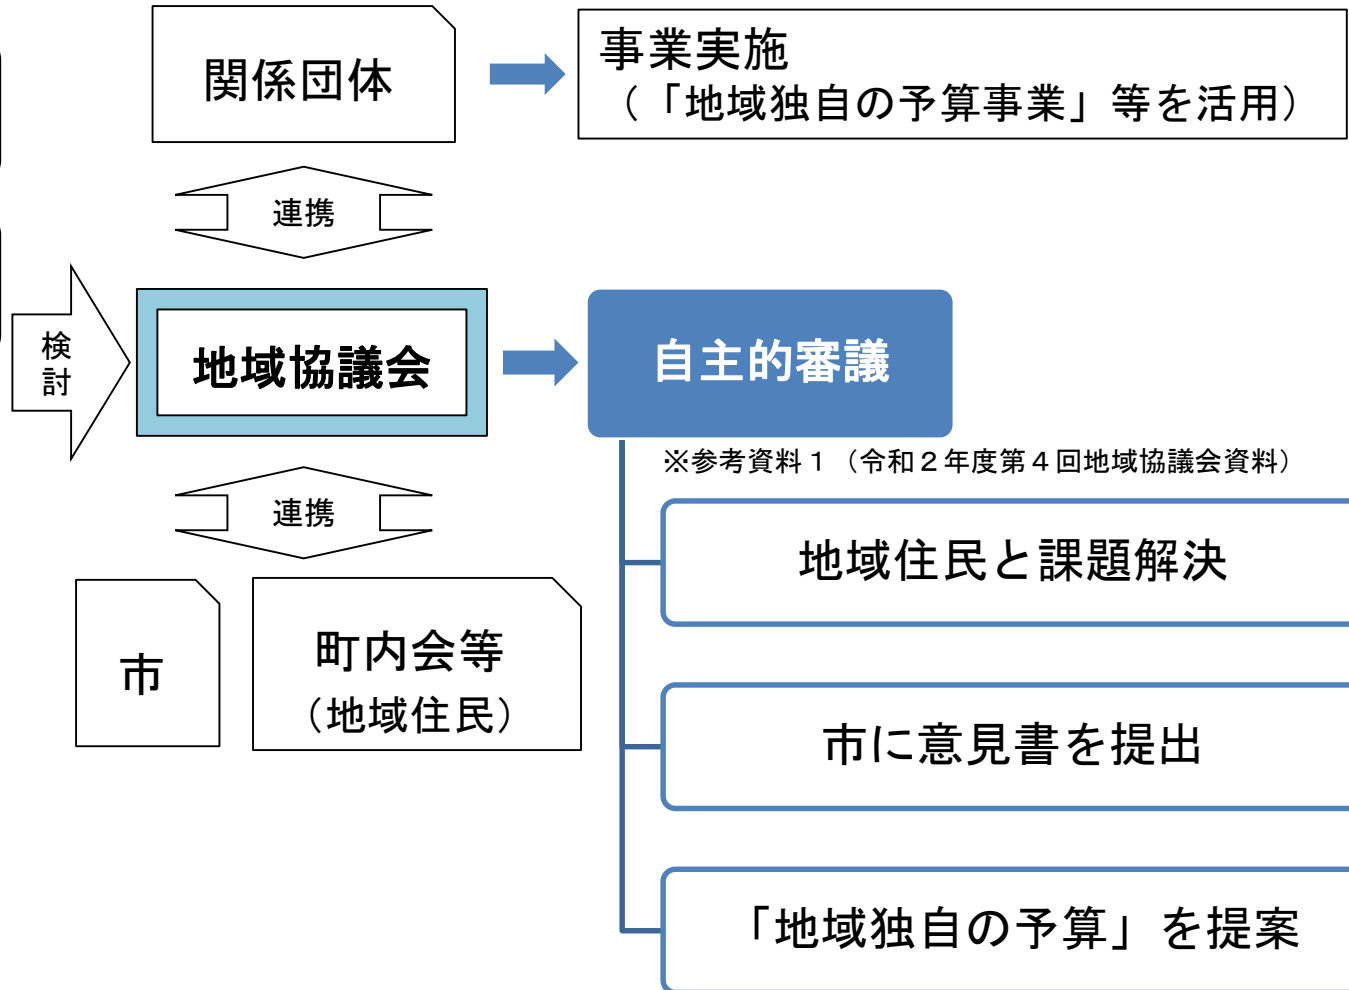 関係団体
事業実施
（「地域独自の予算事業」等を活用）
連携
検討
地域協議会
自主的審議
※参考資料１（令和２年度第４回地域協議会資料）
連携
地域住民と課題解決
市
町内会等
（地域住民）
市に意見書を提出
「地域独自の予算」を提案